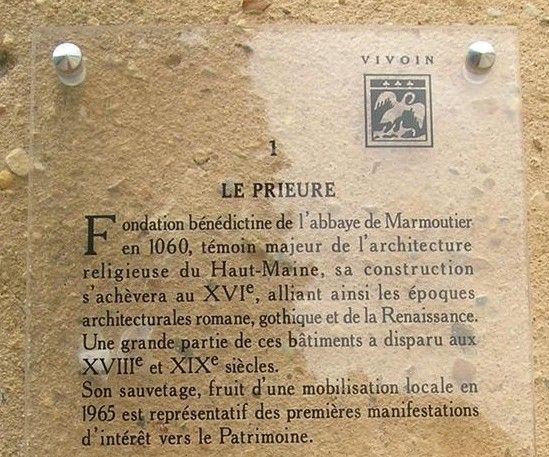 VIVOIN
1
LE PRIEURE
Fondation bénédictine de l'abbaye de Marmoutier
en 1060, témoin majeur de l'architecture
religieuse du Haut-Maine, sa construction
s'achèvera au XVIe, alliant ainsi les époques
architecturales romane, gothique et de la Renaissance.
Une grande partie de ces bâtiments a disparu aux
XVIIIe et XIXe siècles.
Son sauvetage, fruit d'une mobilisation locale en
1965 est représentatif des premières manifestations
d'intérêt vers le Patrimoine.